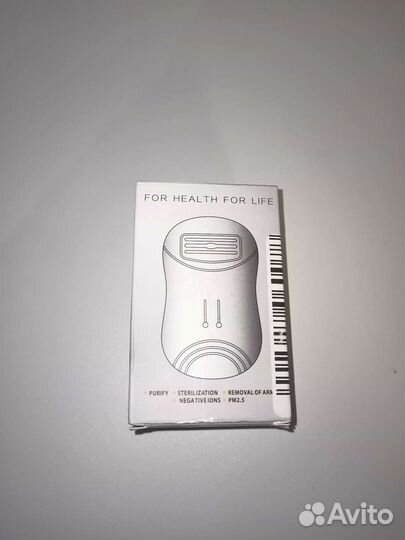 FOR HEALTH FOR LIFE
PURIFY STERILIZATION REMOVAL OF
NEGATIVE IONS PM2.5
Avito